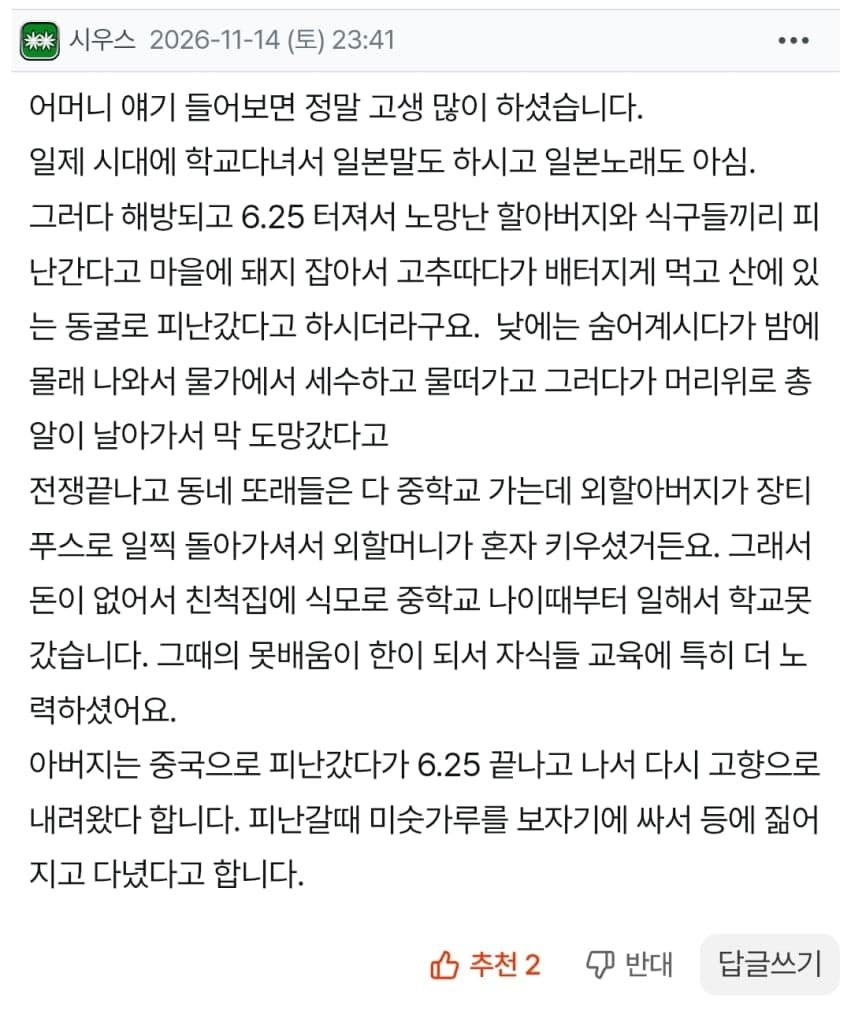 시우스 2026-11-14 (토) 23:41
어머니 얘기 들어보면 정말 고생 많이 하셨습니다.
일제 시대에 학교다녀서 일본말도 하시고 일본노래도 아심.
그러다 해방되고 6.25 터져서 노망난 할아버지와 식구들끼리 피
난간다고 마을에 돼지 잡아서 고추따다가 배터지게 먹고 산에 있
는 동굴로 피난갔다고 하시더라구요.  낮에는 숨어계시다가 밤에
몰래 나와서 물가에서 세수하고 물떠가고 그러다가 머리위로 총
알이 날아가서 막 도망갔다고
전쟁끝나고 동네 또래들은 다 중학교 가는데 외할아버지가 장티
푸스로 일찍 돌아가셔서 외할머니가 혼자 키우셨거든요. 그래서
돈이 없어서 친척집에 식모로 중학교 나이때부터 일해서 학교못
갔습니다. 그때의 못배움이 한이 되서 자식들 교육에 특히 더 노
력하셨어요.
아버지는 중국으로 피난갔다가 6.25 끝나고 나서 다시 고향으로
내려왔다 합니다. 피난갈때 미숫가루를 보자기에 싸서 등에 짊어
지고 다녔다고 합니다.
추천 2 반대 답글쓰기